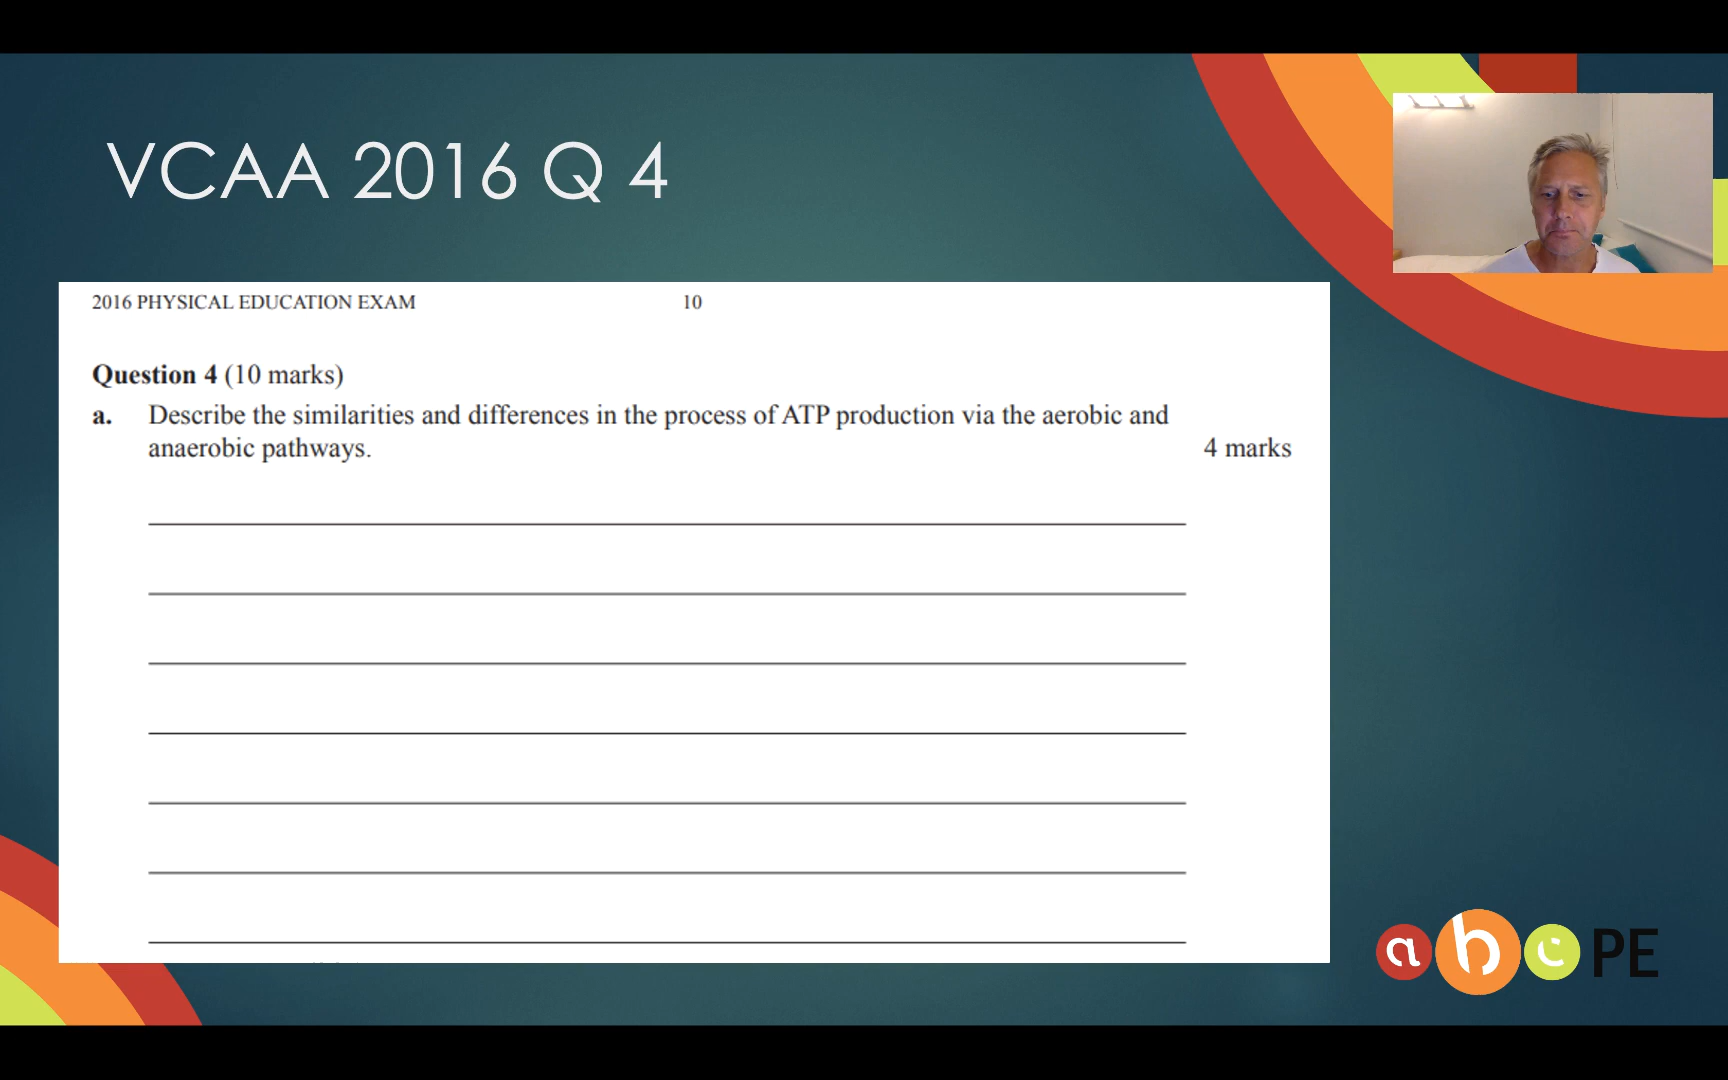 VCAA 2016 Q 4
2016 PHYSICAL EDUCATION EXAM 10
Question 4 (10 marks)
a. Describe the similarities and differences in the process of ATP production via the aerobic and
anaerobic pathways. 4 marks
abc PE